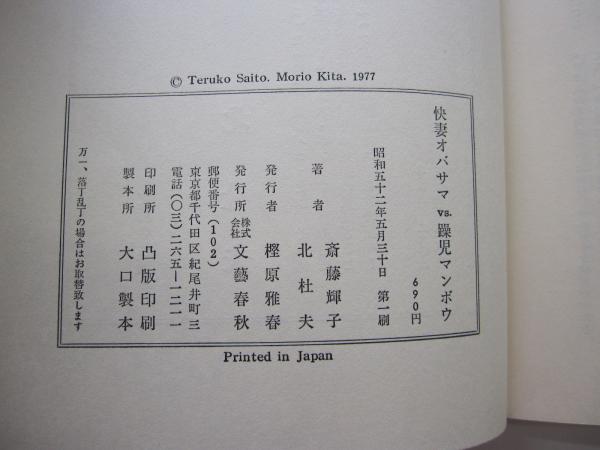 © Teruko Saito. Morio Kita. 1977
快妻オバサマ vs. 躁児マンボウ
690円
昭和五十二年五月三十日 第一刷
著者 斎藤輝子
北杜夫
発行者 樫原雅春
発行所 株式会社 文藝春秋
郵便番号(102)
東京都千代田区紀尾井町三
電話(〇三)二六五―一二一一
印刷所 凸版印刷
製本所 大口製本
万一、落丁乱丁の場合はお取替致します
Printed in Japan